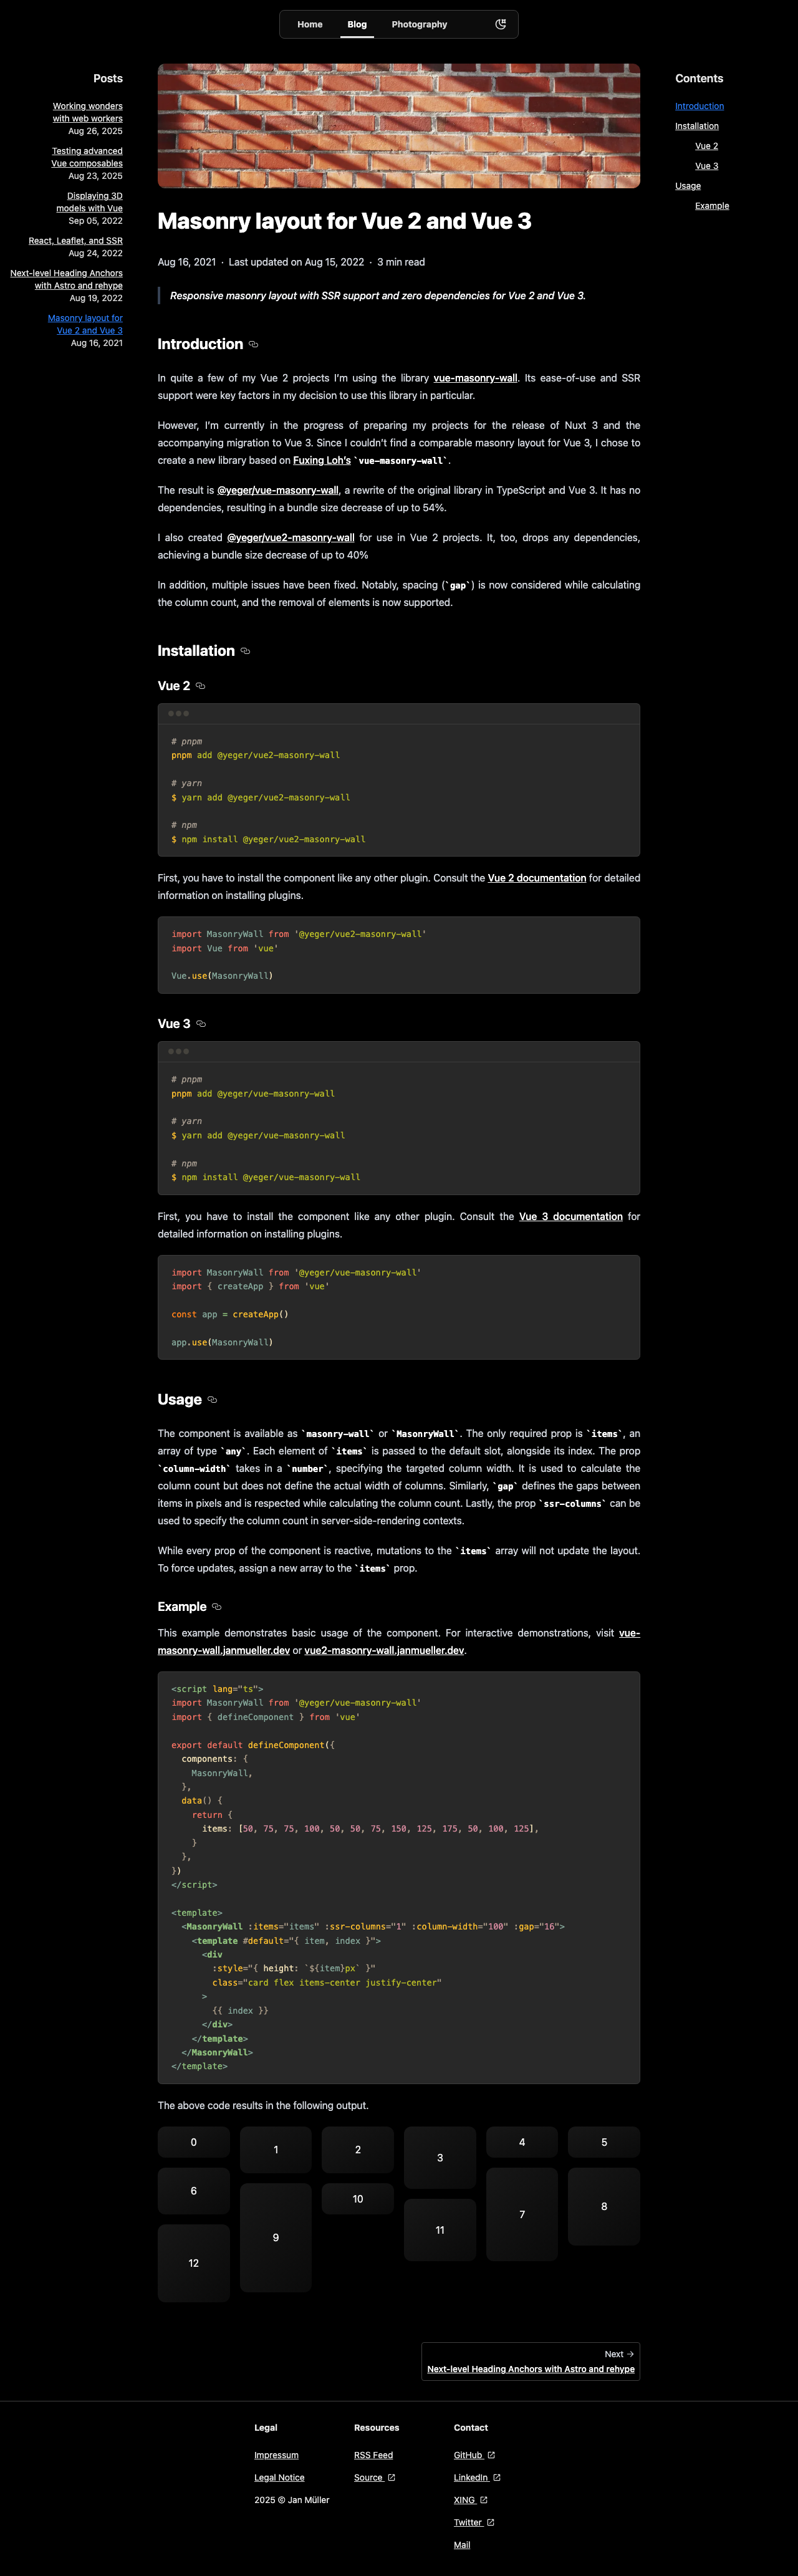 Home Blog Photography
Posts
Working wonders
with web workers
Aug 26, 2025
Testing advanced
Vue composables
Aug 23, 2025
Displaying 3D
models with Vue
Sep 05, 2022
React, Leaflet, and SSR
Aug 24, 2022
Next-level Heading Anchors
with Astro and rehype
Aug 19, 2022
Masonry layout for
Vue 2 and Vue 3
Aug 16, 2021
Masonry layout for Vue 2 and Vue 3
Aug 16, 2021 · Last updated on Aug 15, 2022 · 3 min read
Responsive masonry layout with SSR support and zero dependencies for Vue 2 and Vue 3.
Introduction
In quite a few of my Vue 2 projects I'm using the library vue-masonry-wall. Its ease-of-use and SSR
support were key factors in my decision to use this library in particular.
However, I'm currently in the progress of preparing my projects for the release of Nuxt 3 and the
accompanying migration to Vue 3. Since I couldn't find a comparable masonry layout for Vue 3, I chose to
create a new library based on Fuxing Loh's `vue-masonry-wall`.
The result is @yeger/vue-masonry-wall, a rewrite of the original library in TypeScript and Vue 3. It has no
dependencies, resulting in a bundle size decrease of up to 54%.
I also created @yeger/vue2-masonry-wall for use in Vue 2 projects. It, too, drops any dependencies,
achieving a bundle size decrease of up to 40%
In addition, multiple issues have been fixed. Notably, spacing (`gap`) is now considered while calculating
the column count, and the removal of elements is now supported.
Installation
Vue 2
# pnpm
pnpm add @yeger/vue2-masonry-wall
# yarn
$ yarn add @yeger/vue2-masonry-wall
# npm
$ npm install @yeger/vue2-masonry-wall
First, you have to install the component like any other plugin. Consult the Vue 2 documentation for detailed
information on installing plugins.
import MasonryWall from '@yeger/vue2-masonry-wall'
import Vue from 'vue'
Vue.use(MasonryWall)
Vue 3
# pnpm
pnpm add @yeger/vue-masonry-wall
# yarn
$ yarn add @yeger/vue-masonry-wall
# npm
$ npm install @yeger/vue-masonry-wall
First, you have to install the component like any other plugin. Consult the Vue 3 documentation for
detailed information on installing plugins.
import MasonryWall from '@yeger/vue-masonry-wall'
import { createApp } from 'vue'
const app = createApp()
app.use(MasonryWall)
Usage
The component is available as `masonry-wall` or `MasonryWall`. The only required prop is `items`, an
array of type `any`. Each element of `items` is passed to the default slot, alongside its index. The prop
`column-width` takes in a `number`, specifying the targeted column width. It is used to calculate the
column count but does not define the actual width of columns. Similarly, `gap` defines the gaps between
items in pixels and is respected while calculating the column count. Lastly, the prop `ssr-columns` can be
used to specify the column count in server-side-rendering contexts.
While every prop of the component is reactive, mutations to the `items` array will not update the layout.
To force updates, assign a new array to the `items` prop.
Example
This example demonstrates basic usage of the component. For interactive demonstrations, visit vue-
masonry-wall.janmueller.dev or vue2-masonry-wall.janmueller.dev.
<script lang="ts">
import MasonryWall from '@yeger/vue-masonry-wall'
import { defineComponent } from 'vue'
export default defineComponent({
components: {
MasonryWall,
},
data() {
return {
items: [50, 75, 75, 100, 50, 50, 75, 150, 125, 175, 50, 100, 125],
}
},
})
</script>
<template>
<MasonryWall :items="items" :ssr-columns="1" :column-width="100" :gap="16">
<template #default="{ item, index }">
<div
:style="{ height: `${item}px` }"
class="card flex items-center justify-center"
>
{{ index }}
</div>
</template>
</MasonryWall>
</template>
The above code results in the following output.
0
1
2
3
4
5
6
7
8
9
10
11
12
Next →
Next-level Heading Anchors with Astro and rehype
Contents
Introduction
Installation
Vue 2
Vue 3
Usage
Example
Legal
Impressum
Legal Notice
2025 © Jan Müller
Resources
RSS Feed
Source
Contact
GitHub
LinkedIn
XING
Twitter
Mail